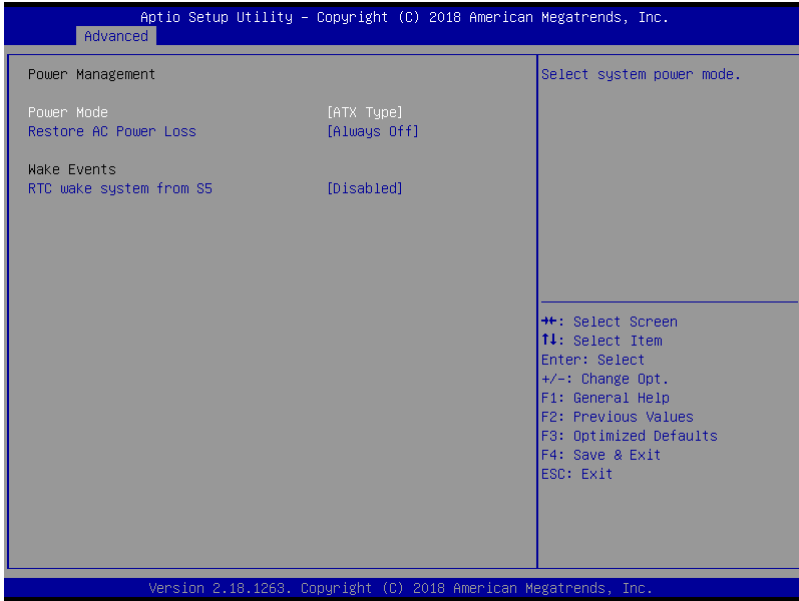 Aptio Setup Utility – Copyright (C) 2018 American Megatrends, Inc.
Advanced
Power Management
Power Mode [ATX Type]
Restore AC Power Loss [Always Off]
Wake Events
RTC wake system from S5 [Disabled]
Select system power mode.
→←: Select Screen
↑↓: Select Item
Enter: Select
+/-: Change Opt.
F1: General Help
F2: Previous Values
F3: Optimized Defaults
F4: Save & Exit
ESC: Exit
Version 2.18.1263. Copyright (C) 2018 American Megatrends, Inc.